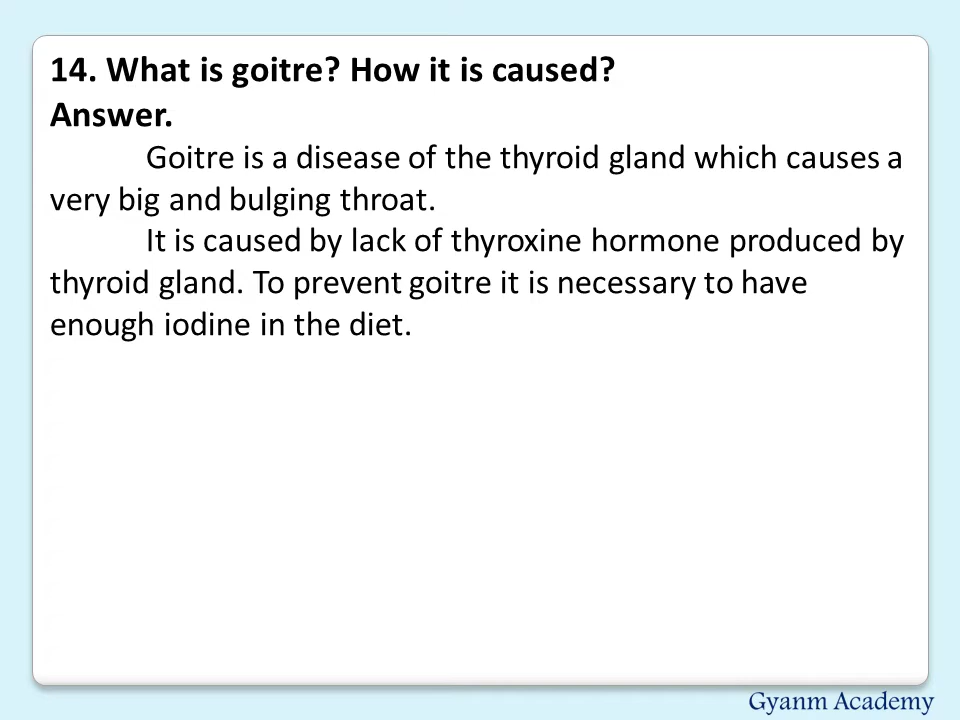 14. What is goitre? How it is caused?
Answer.
Goitre is a disease of the thyroid gland which causes a
very big and bulging throat.
It is caused by lack of thyroxine hormone produced by
thyroid gland. To prevent goitre it is necessary to have
enough iodine in the diet.
Gyanm Academy